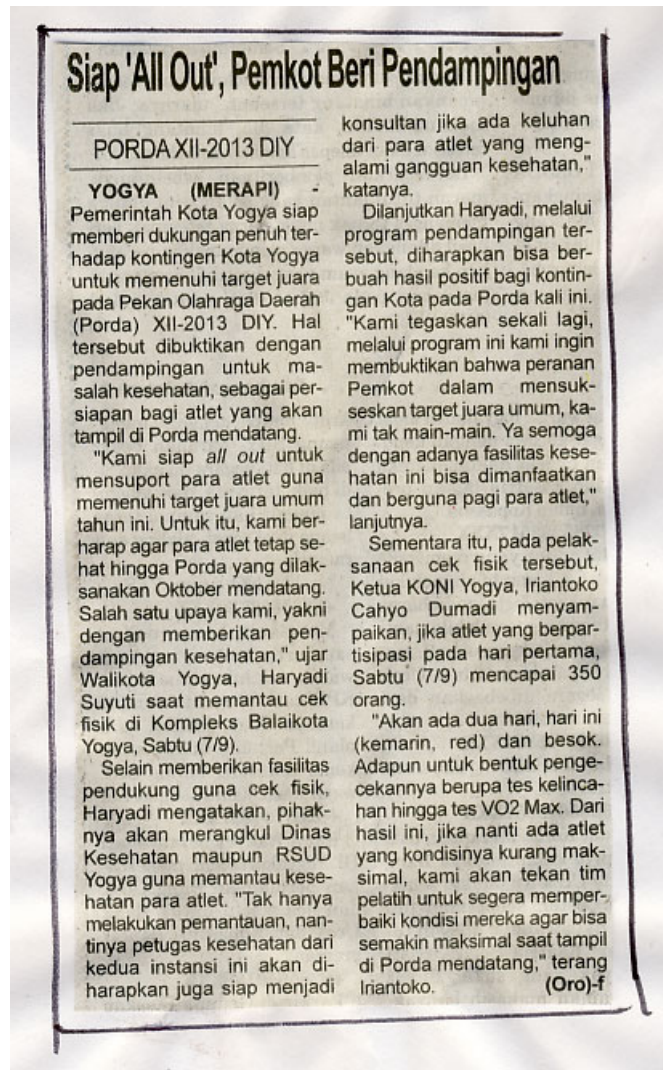 Siap 'All Out', Pemkot Beri Pendampingan
PORDA XII-2013 DIY
YOGYA (MERAPI) -
Pemerintah Kota Yogya siap
memberi dukungan penuh ter-
hadap kontingen Kota Yogya
untuk memenuhi target juara
pada Pekan Olahraga Daerah
(Porda) XII-2013 DIY. Hal
tersebut dibuktikan dengan
pendampingan untuk ma-
salah kesehatan, sebagai per-
siapan bagi atlet yang akan
tampil di Porda mendatang.
"Kami siap all out untuk
mensuport para atlet guna
memenuhi target juara umum
tahun ini. Untuk itu, kami ber-
harap agar para atlet tetap se-
hat hingga Porda yang dilak-
sanakan Oktober mendatang.
Salah satu upaya kami, yakni
dengan memberikan pen-
dampingan kesehatan," ujar
Walikota Yogya, Haryadi
Suyuti saat memantau cek
fisik di Kompleks Balaikota
Yogya, Sabtu (7/9).
Selain memberikan fasilitas
pendukung guna cek fisik,
Haryadi mengatakan, pihak-
nya akan merangkul Dinas
Kesehatan maupun RSUD
Yogya guna memantau kese-
hatan para atlet. "Tak hanya
melakukan pemantauan, nan-
tinya petugas kesehatan dari
kedua instansi ini akan di-
harapkan juga siap menjadi
konsultan jika ada keluhan
dari para atlet yang meng-
alami gangguan kesehatan,"
katanya.
Dilanjutkan Haryadi, melalui
program pendampingan ter-
sebut, diharapkan bisa ber-
buah hasil positif bagi kontin-
gan Kota pada Porda kali ini.
"Kami tegaskan sekali lagi,
melalui program ini kami ingin
membuktikan bahwa peranan
Pemkot dalam mensuk-
seskan target juara umum, ka-
mi tak main-main. Ya semoga
dengan adanya fasilitas kese-
hatan ini bisa dimanfaatkan
dan berguna pagi para atlet,"
lanjutnya.
Sementara itu, pada pelak-
sanaan cek fisik tersebut,
Ketua KONI Yogya, Iriantoko
Cahyo Dumadi menyam-
paikan, jika atlet yang berpar-
tisipasi pada hari pertama,
Sabtu (7/9) mencapai 350
orang.
"Akan ada dua hari, hari ini
(kemarin, red) dan besok.
Adapun untuk bentuk penge-
cekannya berupa tes kelinca-
han hingga tes VO2 Max. Dari
hasil ini, jika nanti ada atlet
yang kondisinya kurang mak-
simal, kami akan tekan tim
pelatih untuk segera memper-
baiki kondisi mereka agar bisa
semakin maksimal saat tampil
di Porda mendatang," terang
Iriantoko. (Oro)-f